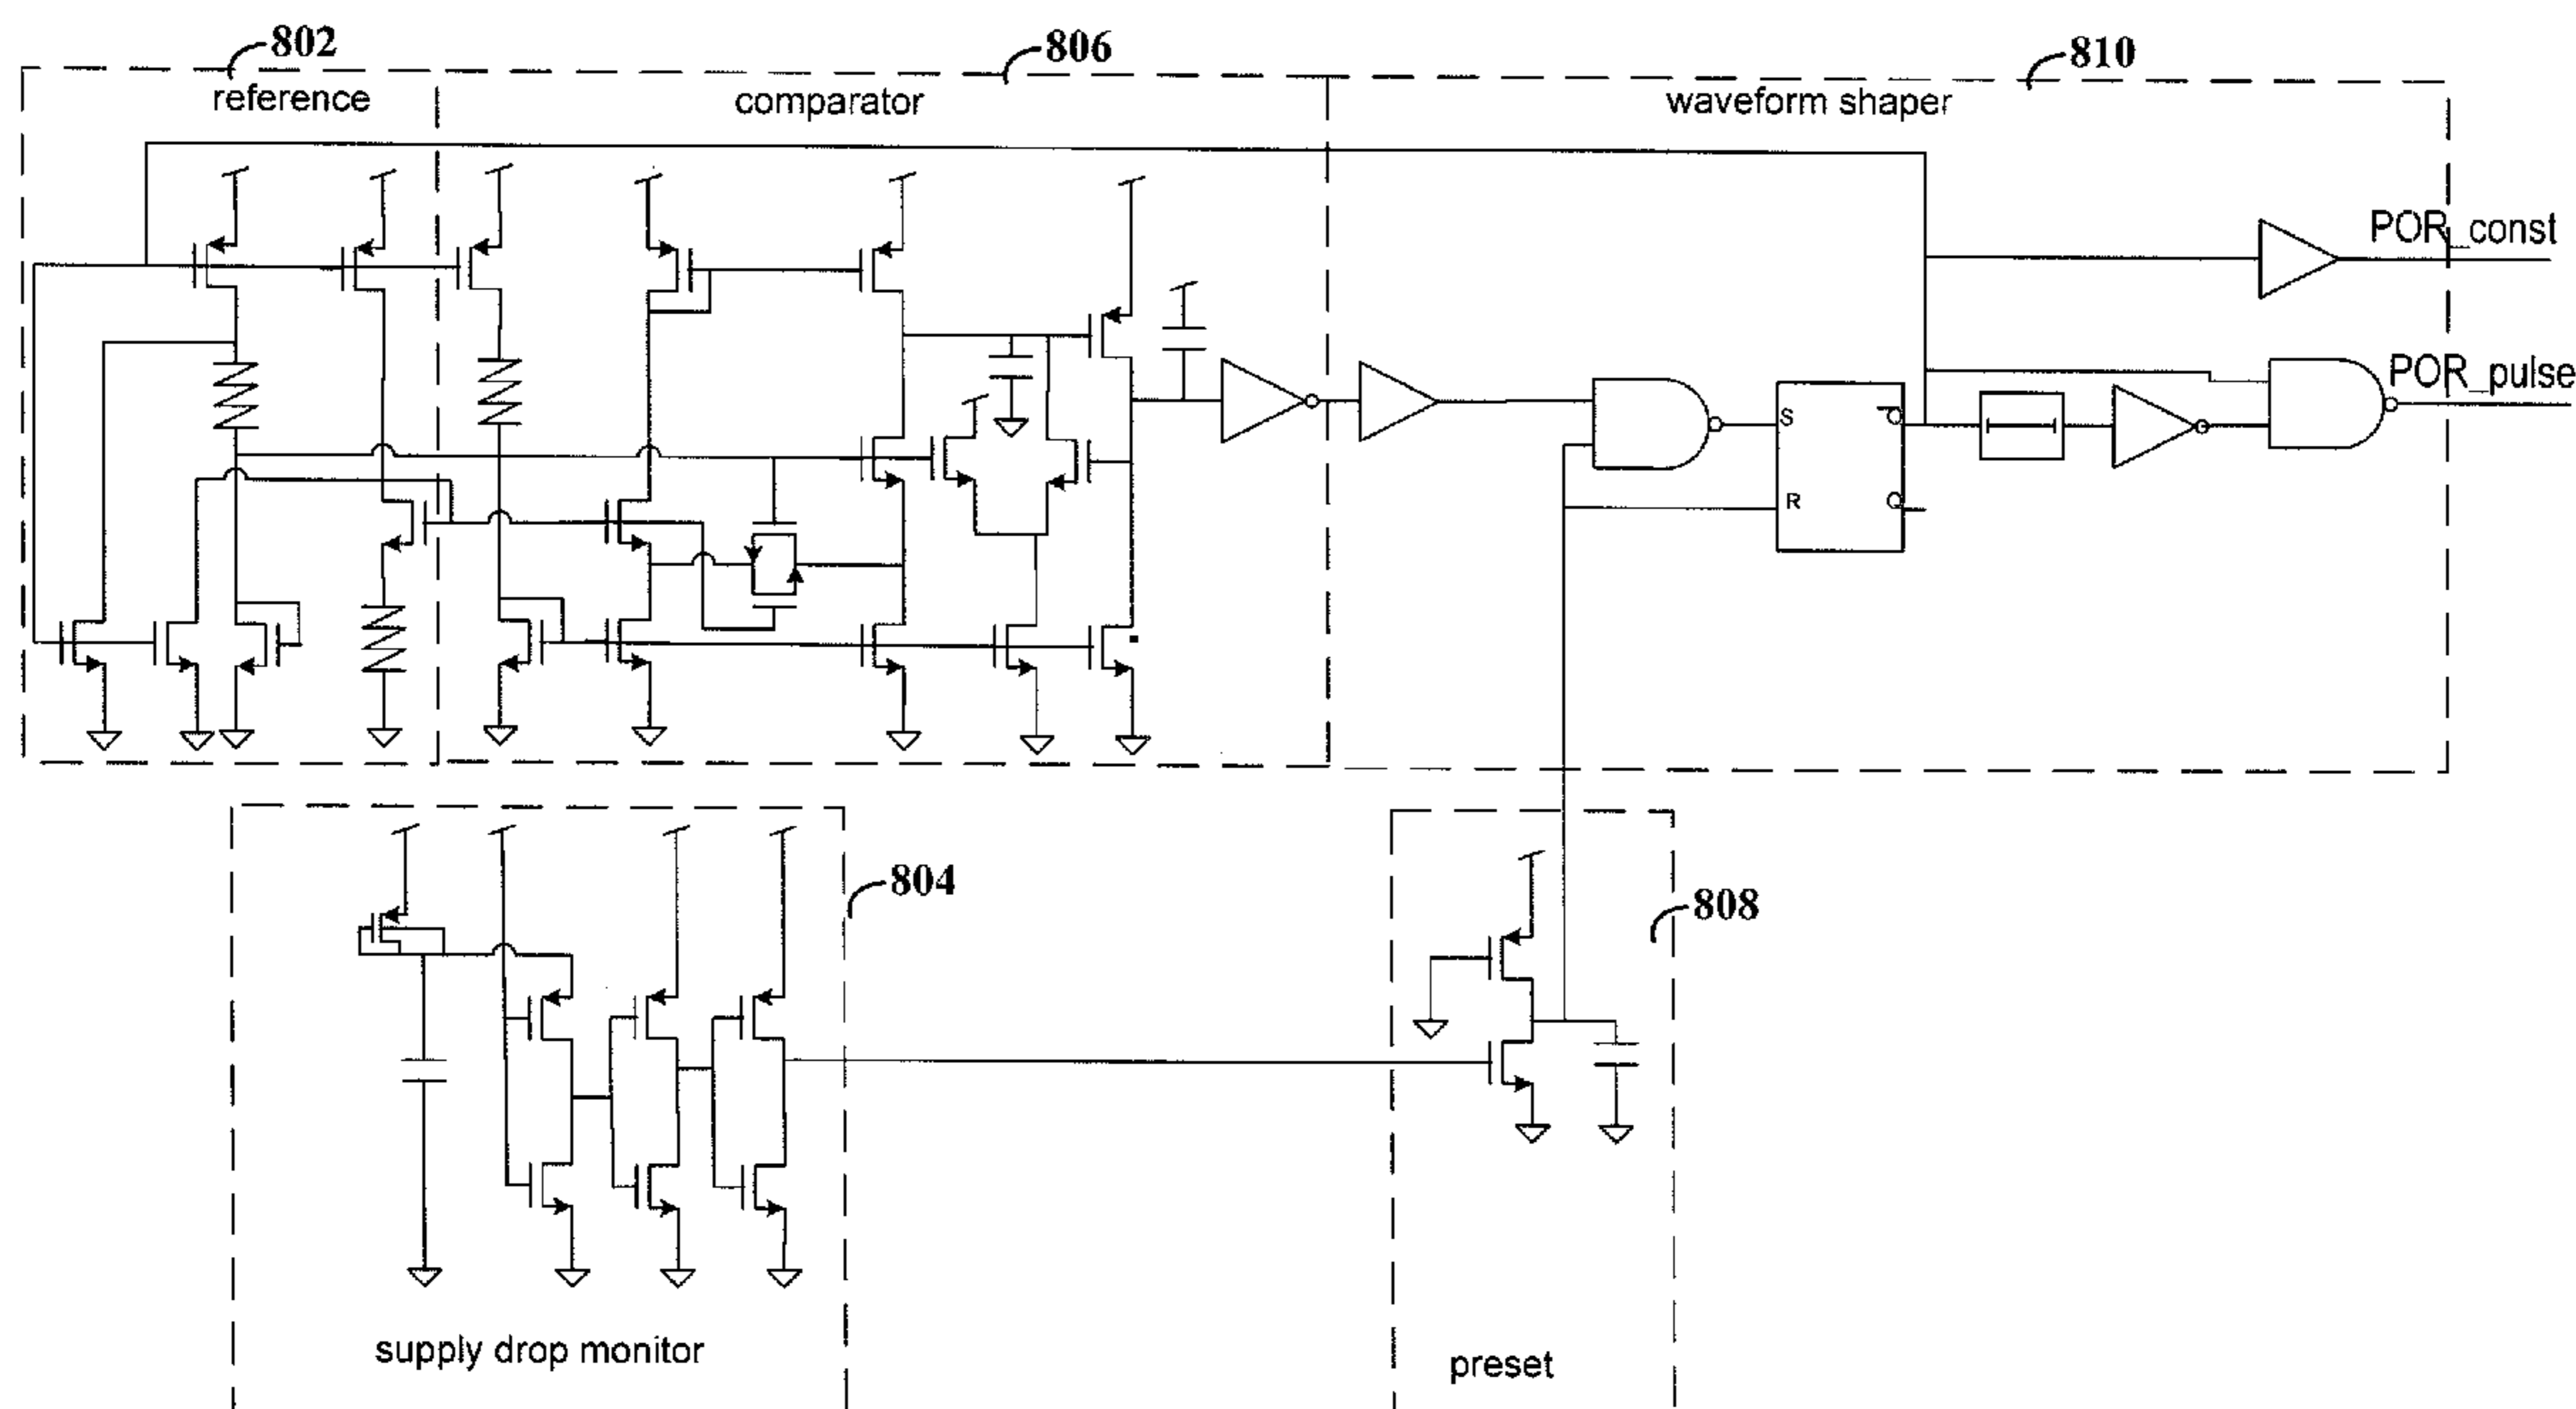 802
806
810
reference
comparator
waveform shaper
POR_const
POR_pulse
S
Q
R
Q
804
808
supply drop monitor
preset